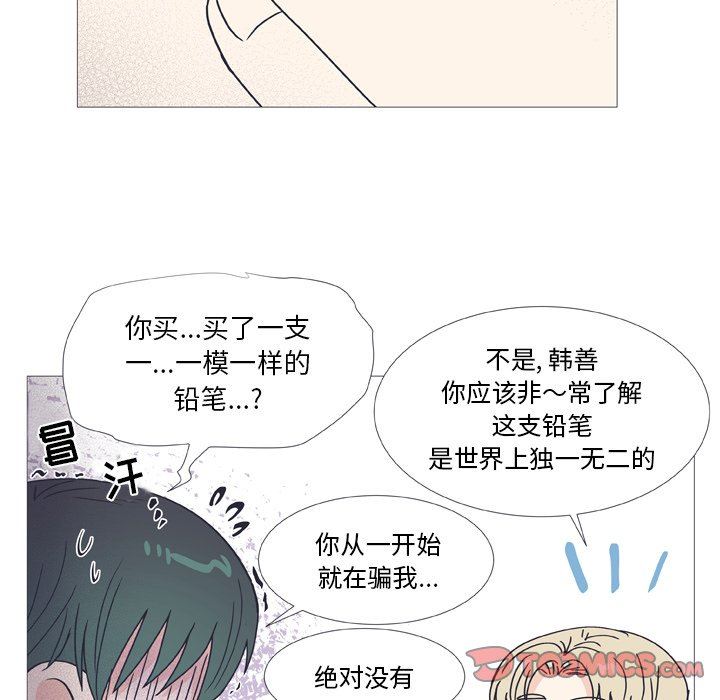 你买...买了一支
一...一模一样的
铅笔...?
不是, 韩善
你应该非～常了解
这支铅笔
是世界上独一无二的
冒汗
你从一开始
就在骗我...
绝对没有
TOOMICS
TOOMICS.com